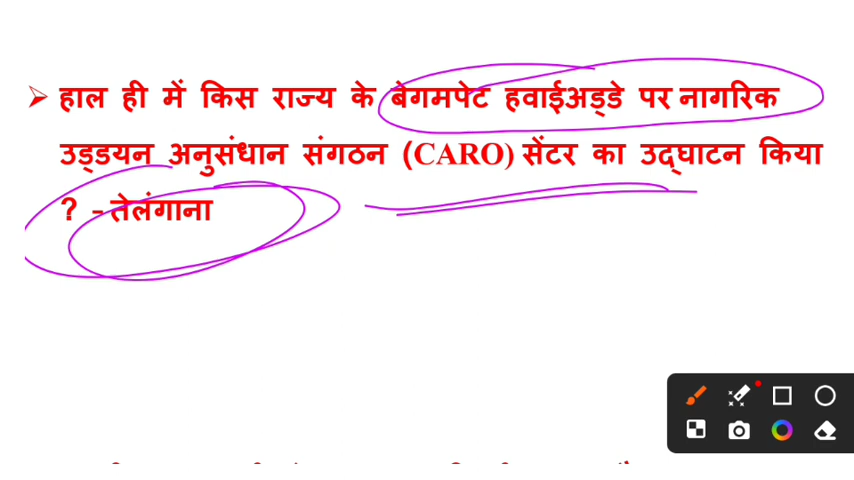 ➤ हाल ही में किस राज्य के बेगमपेट हवाईअड्डे पर नागरिक
उड्डयन अनुसंधान संगठन (CARO) सेंटर का उद्घाटन किया
? - तेलंगाना